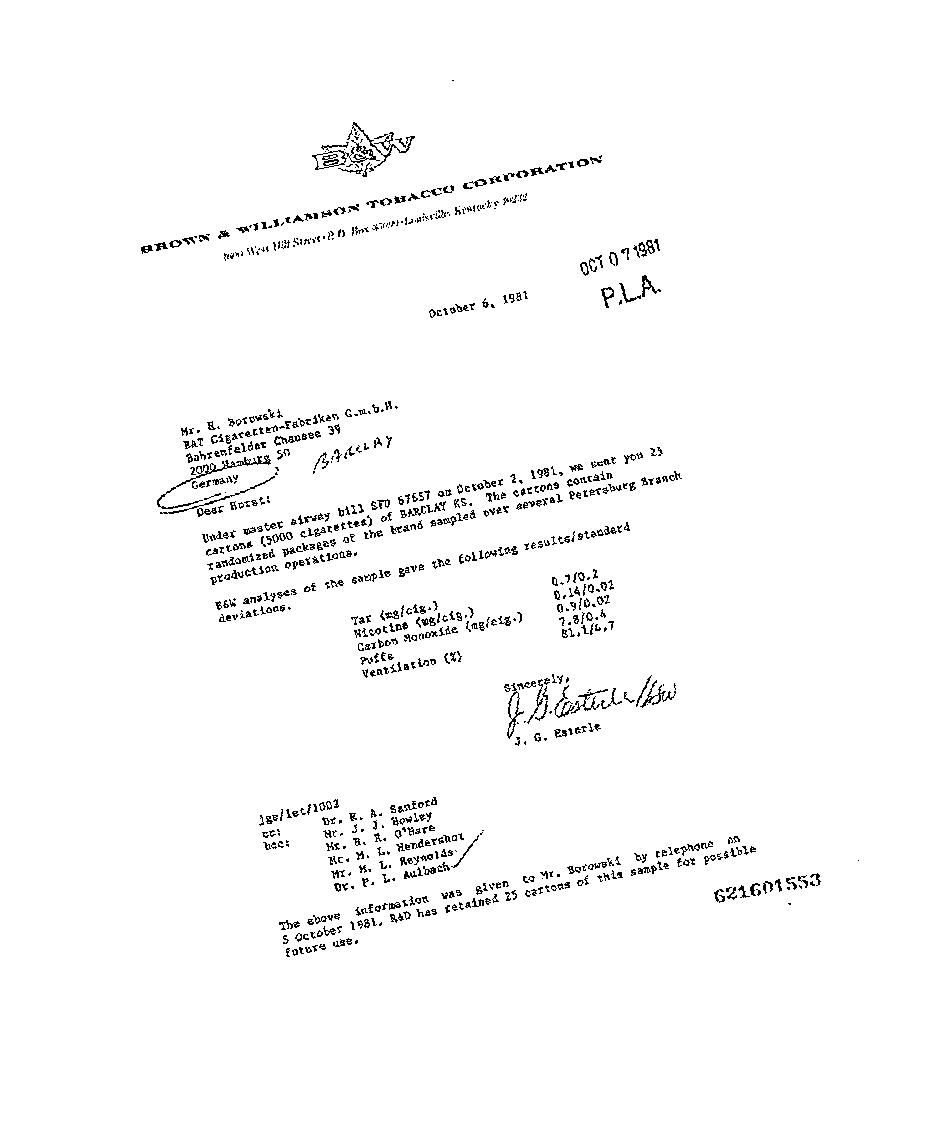 B&W
BROWN & WILLIAMSON TOBACCO CORPORATION
1600 West Hill Street • P. O. Box 35090 • Louisville, Kentucky 40232
OCT 07 1981
P.L.A.
October 6, 1981
Mr. H. Borowski
BAT Cigaretten-Fabriken G.m.b.H.
Bahrenfelder Chausee 39
2000 Hamburg 50
Germany
BARCLAY
Dear Horst:
Under master airway bill SFD 67657 on October 2, 1981, we sent you 25
cartons (5000 cigarettes) of BARCLAY KS. The cartons contain
randomized packages of the brand sampled over several Petersburg Branch
production operations.
B&W analyses of the sample gave the following results/standard
deviations.
Tar (mg/cig.) 0.7/0.2
Nicotine (mg/cig.) 0.14/0.02
Carbon Monoxide (mg/cig.) 0.9/0.02
Puffs 7.8/0.4
Ventilation (%) 81.1/4.7
Sincerely,
J. G. Esterle
J. G. Esterle
jge/let/1002
cc: Dr. R. A. Sanford
bcc: Mr. J. J. Howley
Mr. R. R. O'Hare
Mr. M. L. Hendershot
Mr. M. L. Reynolds
Dr. P. L. Aulbach
The above information was given to Mr. Borowski by telephone on
5 October 1981. R&D has retained 25 cartons of this sample for possible
future use.
621601553